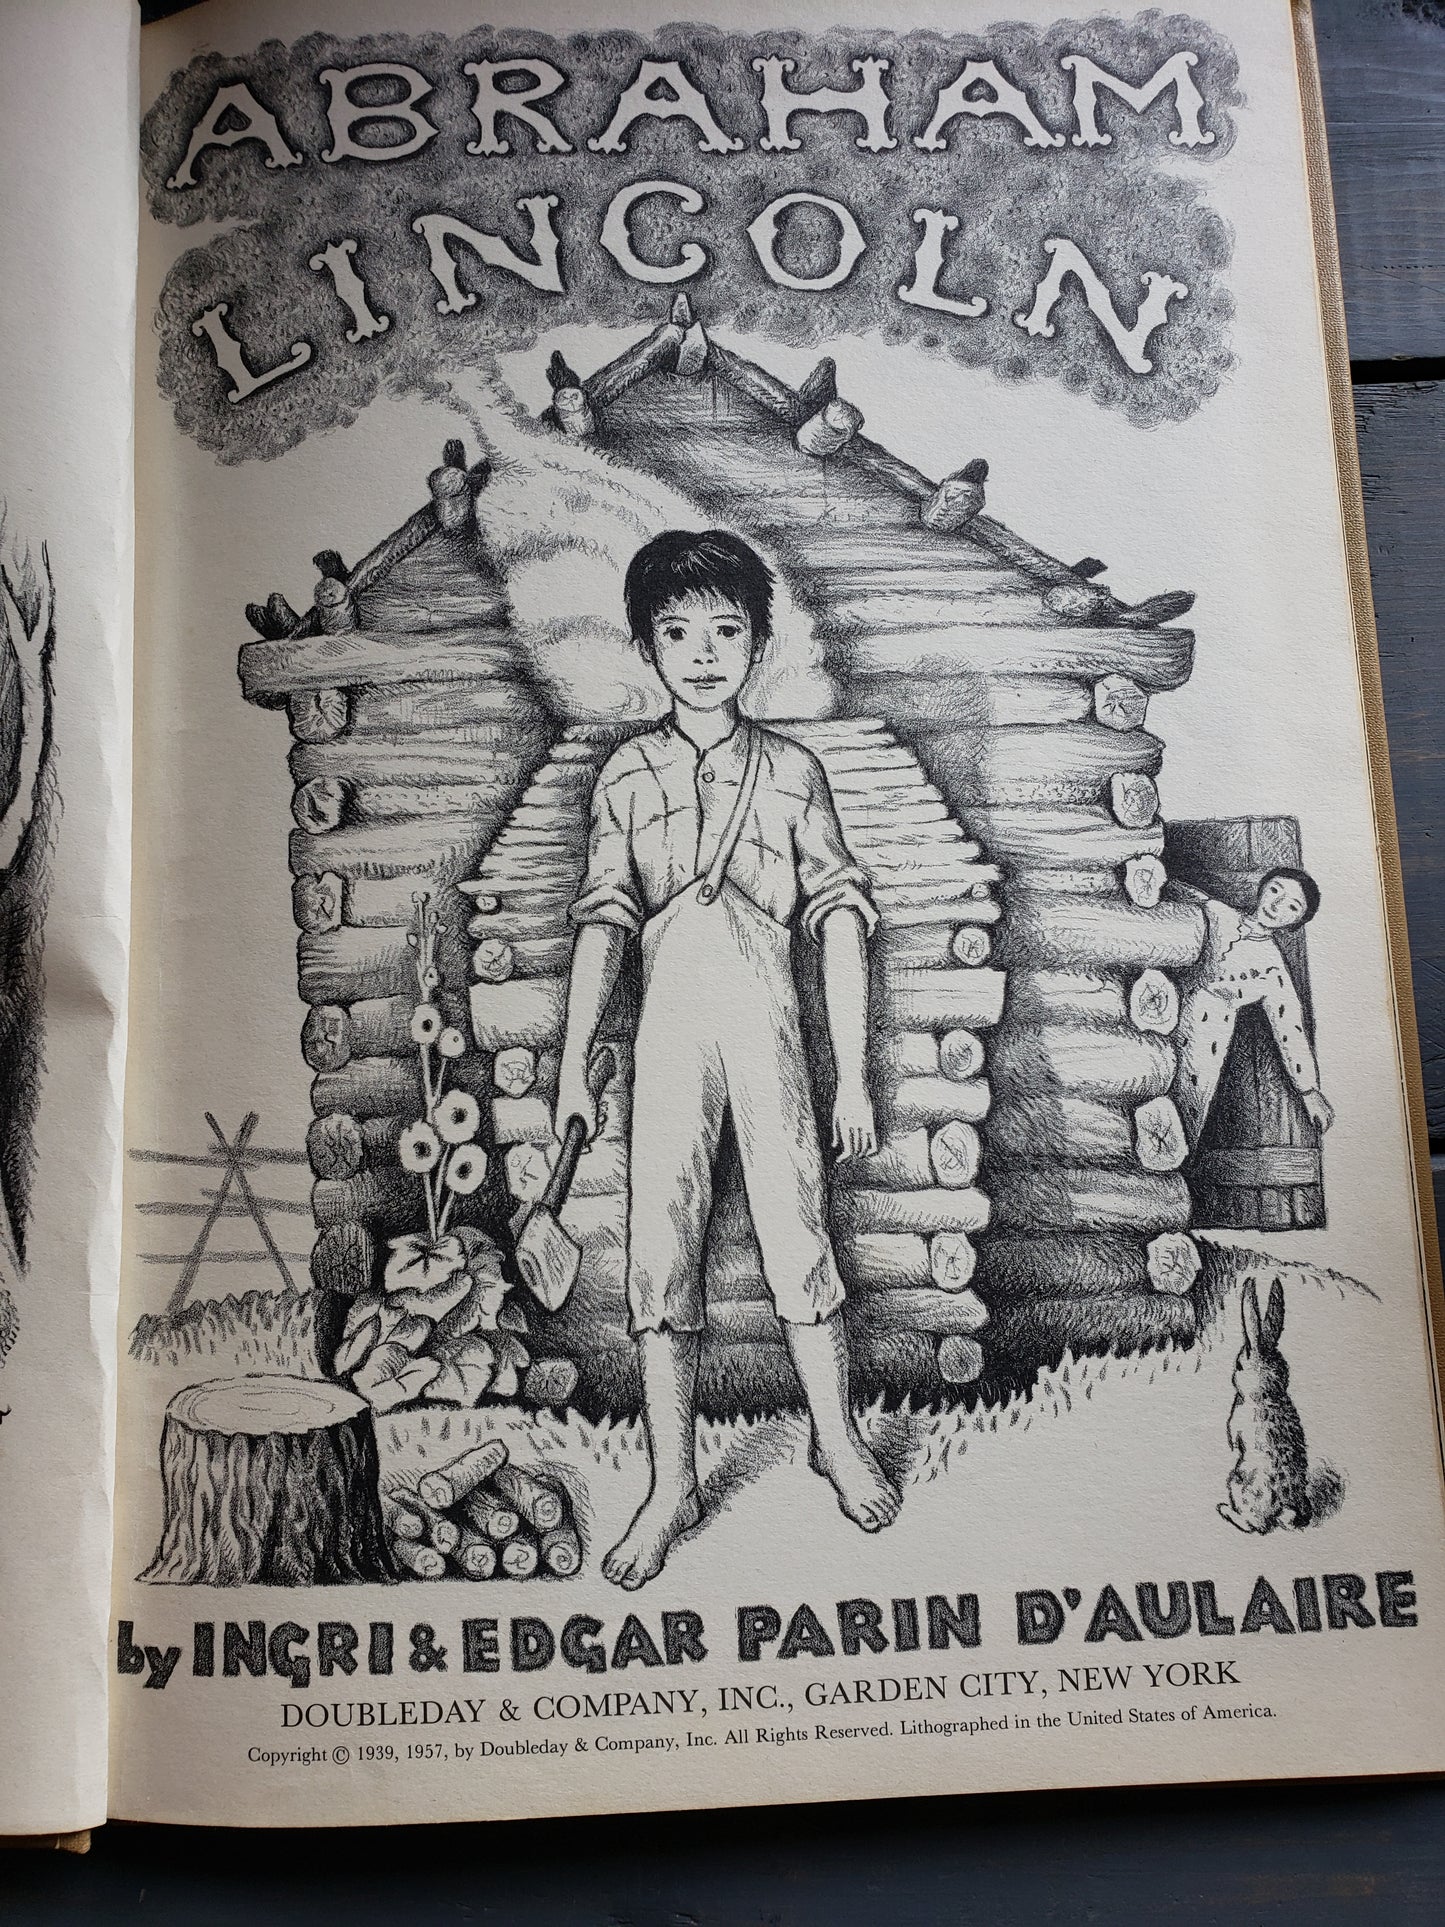 ABRAHAM
LINCOLN
by INGRI & EDGAR PARIN D'AULAIRE
DOUBLEDAY & COMPANY, INC., GARDEN CITY, NEW YORK
Copyright © 1939, 1957, by Doubleday & Company, Inc. All Rights Reserved. Lithographed in the United States of America.